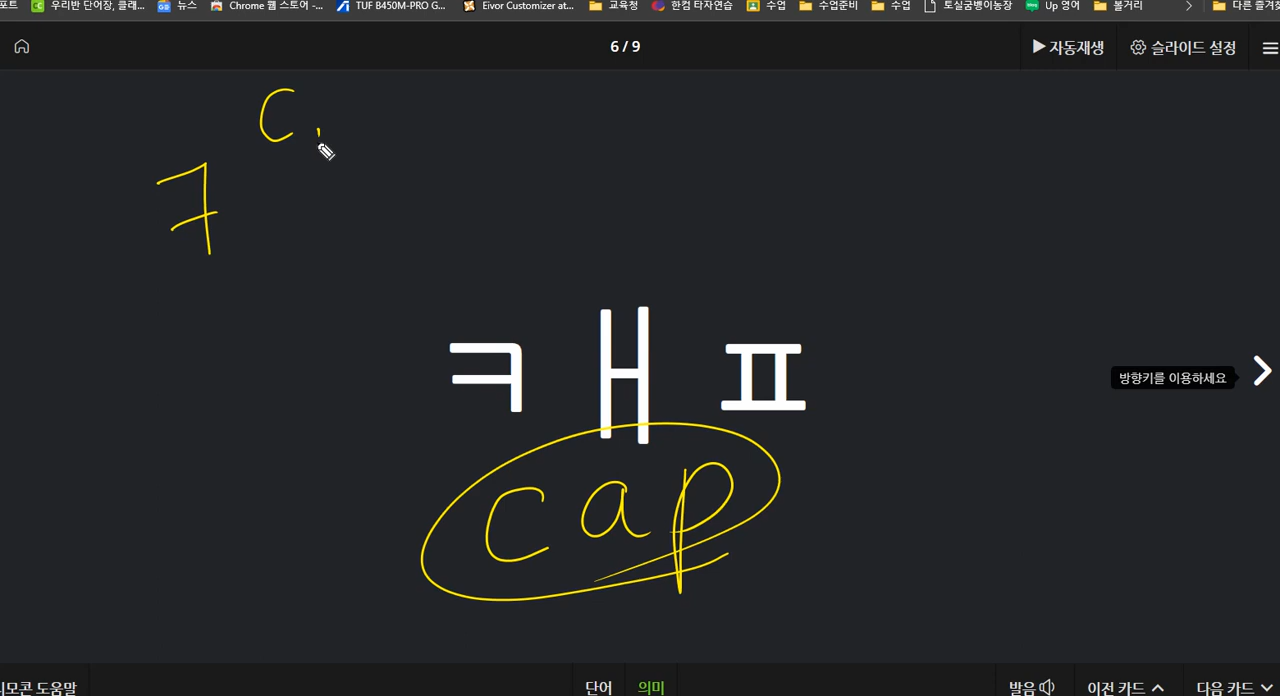 포트 우리반 단어장, 클래... 뉴스 Chrome 웹 스토어 -... TUF B450M-PRO G... Eivor Customizer at... 교육청 한컴 타자연습 수업 수업준비 수업 토실굼벵이농장 Up 영어 볼거리 다른 즐겨찾
6 / 9 자동재생 슬라이드 설정
c
ㅋ
ㅋ ㅐ ㅍ
방향키를 이용하세요
cap
리모콘 도움말 단어 의미 발음 이전 카드 다음 카드